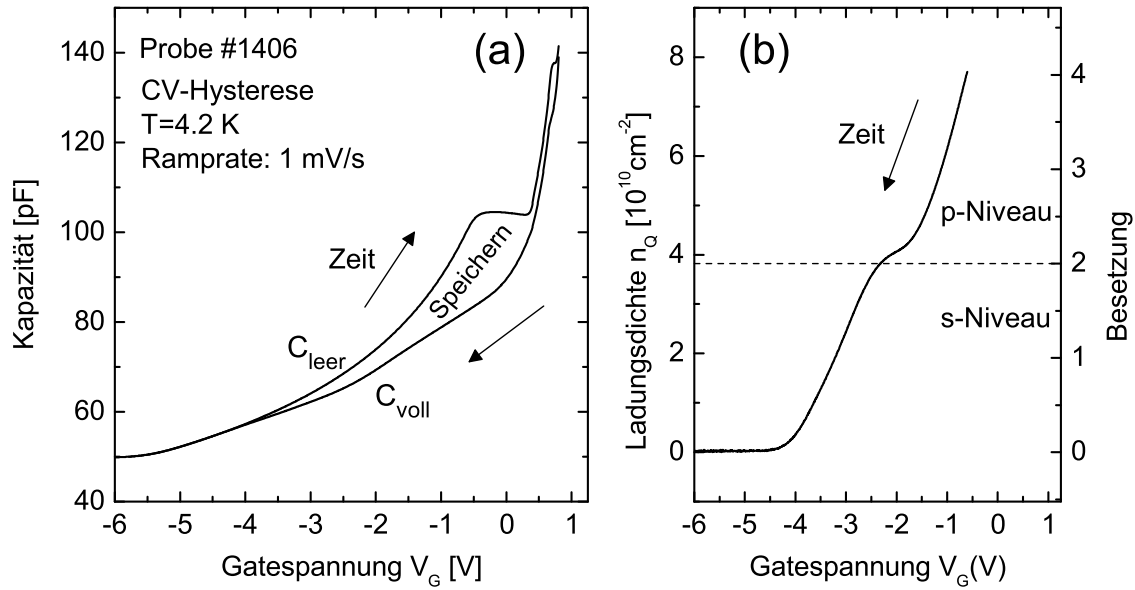 (a)
Probe #1406
CV-Hysterese
T=4.2 K
Ramprate: 1 mV/s
Zeit
Speichern
C_leer
C_voll
Kapazität [pF]
140
120
100
80
60
40
-6 -5 -4 -3 -2 -1 0 1
Gatespannung V_G [V]
(b)
Zeit
p-Niveau
s-Niveau
Ladungsdichte n_Q [10^10 cm^-2]
8
6
4
2
0
4
3
2
1
0
Besetzung
-6 -5 -4 -3 -2 -1 0 1
Gatespannung V_G(V)